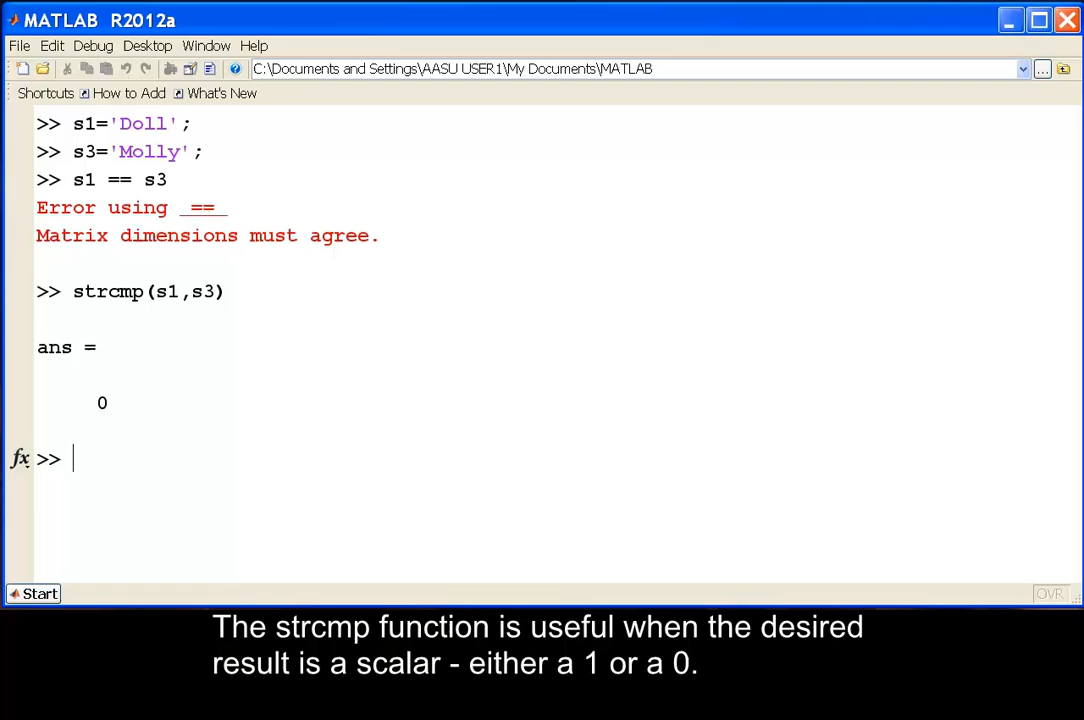 MATLAB R2012a
File Edit Debug Desktop Window Help
C:\Documents and Settings\AASU USER1\My Documents\MATLAB
Shortcuts How to Add What's New
>> s1='Doll';
>> s3='Molly';
>> s1 == s3
Error using _==_
Matrix dimensions must agree.
>> strcmp(s1,s3)
ans =
0
fx >>
Start OVR
The strcmp function is useful when the desired
result is a scalar - either a 1 or a 0.